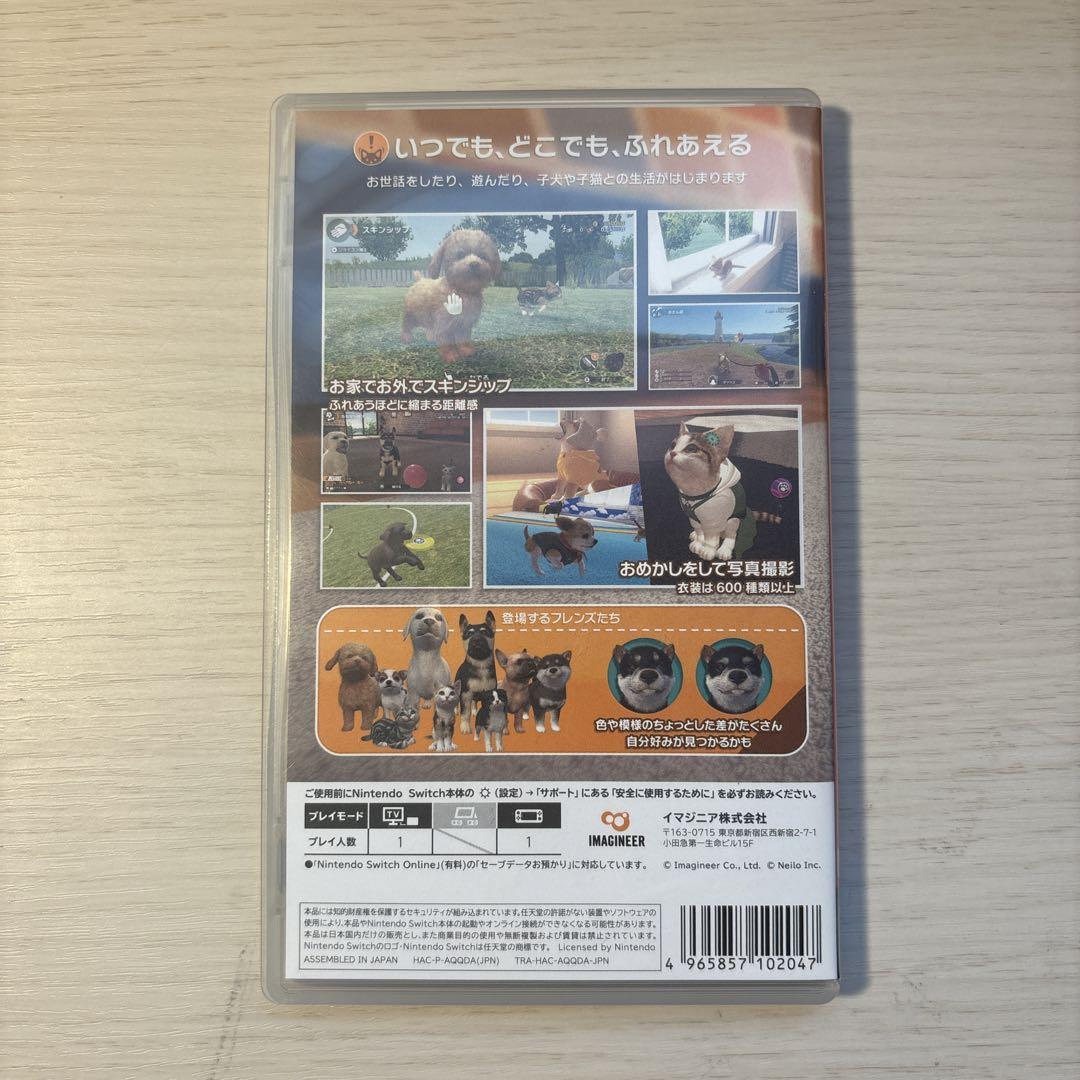 いつでも、どこでも、ふれあえる
お世話をしたり、遊んだり、子犬や子猫との生活がはじまります
スキンシップ
お家でお外でスキンシップ
ふれあうほどに縮まる距離感
おめかしをして写真撮影
衣装は600種類以上
登場するフレンズたち
色や模様のちょっとした差がたくさん
自分好みが見つかるかも
ご使用前にNintendo Switch本体の (設定)→「サポート」にある「安全に使用するために」を必ずお読みください。
プレイモード TV
プレイ人数 1 1
IMAGINEER
イマジニア株式会社
〒163-0715 東京都新宿区西新宿2-7-1
小田急第一生命ビル15F
●「Nintendo Switch Online」(有料)の「セーブデータお預かり」に対応しています。
© Imagineer Co., Ltd. © Neilo Inc.
本品には知的財産権を保護するセキュリティが組み込まれています。任天堂の許諾がない装置やソフトウェアの
使用により、本品やNintendo Switch本体の起動やオンライン接続ができなくなる可能性があります。
本品は日本国内だけの販売とし、また商業目的の使用や無断複製および賃貸は禁止されています。
Nintendo Switchのロゴ・Nintendo Switchは任天堂の商標です。 Licensed by Nintendo
ASSEMBLED IN JAPAN HAC-P-AQQDA(JPN) TRA-HAC-AQQDA-JPN
4 965857 102047